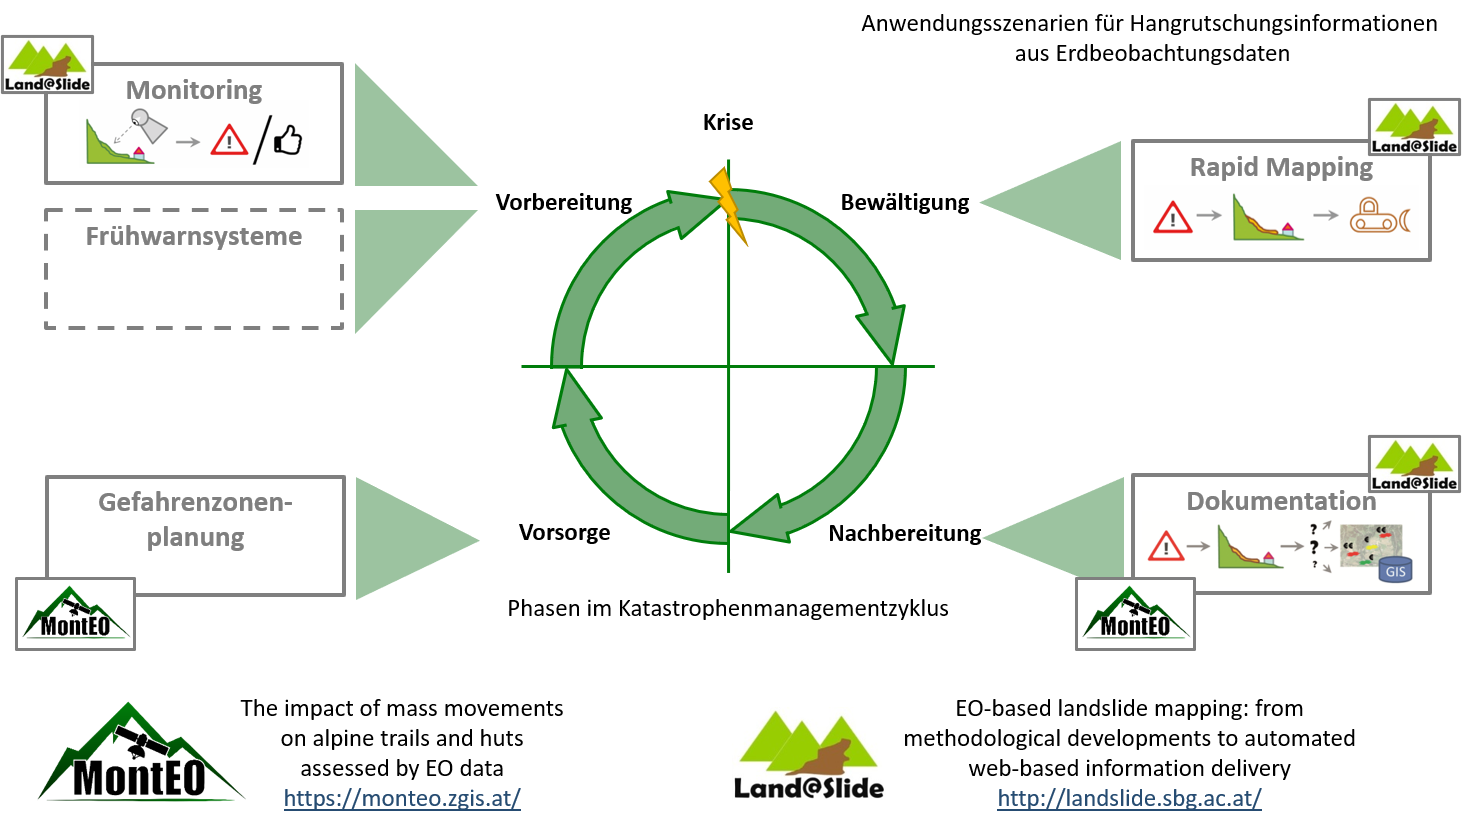 Anwendungsszenarien für Hangrutschungsinformationen
aus Erdbeobachtungsdaten
Land@Slide
Monitoring
!
Frühwarnsysteme
Krise
Vorbereitung
Bewältigung
Land@Slide
Rapid Mapping
!
Gefahrenzonen-
planung
MontEO
Vorsorge
Nachbereitung
Land@Slide
Dokumentation
!
?
?
?
GIS
MontEO
Phasen im Katastrophenmanagementzyklus
MontEO
The impact of mass movements
on alpine trails and huts
assessed by EO data
https://monteo.zgis.at/
Land@Slide
EO-based landslide mapping: from
methodological developments to automated
web-based information delivery
http://landslide.sbg.ac.at/